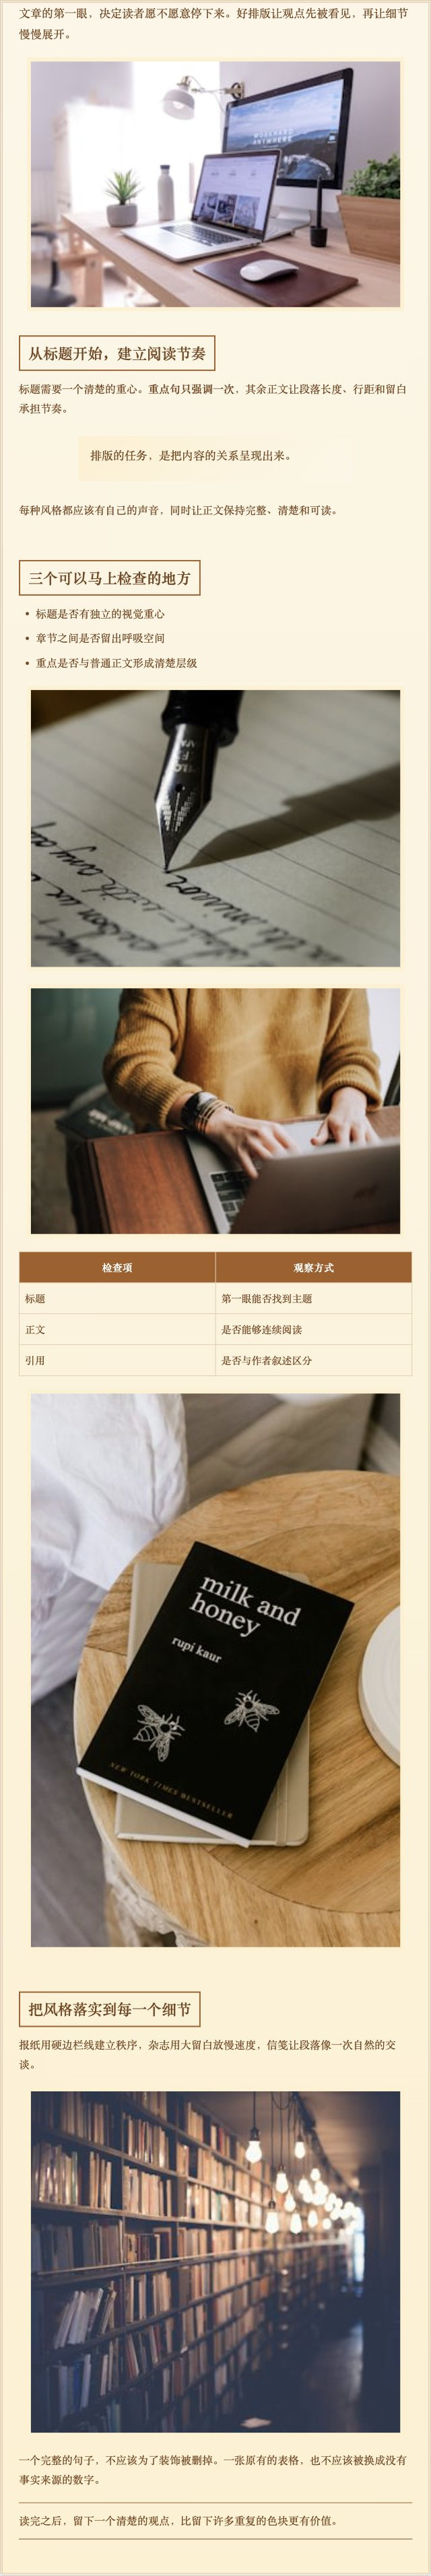 文章的第一眼，决定读者愿不愿意停下来。好排版让观点先被看见，再让细节
慢慢展开。
从标题开始，建立阅读节奏
标题需要一个清楚的重心。重点句只强调一次，其余正文让段落长度、行距和留白
承担节奏。
排版的任务，是把内容的关系呈现出来。
每种风格都应该有自己的声音，同时让正文保持完整、清楚和可读。
三个可以马上检查的地方
• 标题是否有独立的视觉重心
• 章节之间是否留出呼吸空间
• 重点是否与普通正文形成清楚层级
检查项 观察方式
标题 第一眼能否找到主题
正文 是否能够连续阅读
引用 是否与作者叙述区分
milk and
honey
rupi kaur
NEW YORK TIMES BESTSELLER
把风格落实到每一个细节
报纸用硬边栏线建立秩序，杂志用大留白放慢速度，信笺让段落像一次自然的交
谈。
一个完整的句子，不应该为了装饰被删掉。一张原有的表格，也不应该被换成没有
事实来源的数字。
读完之后，留下一个清楚的观点，比留下许多重复的色块更有价值。